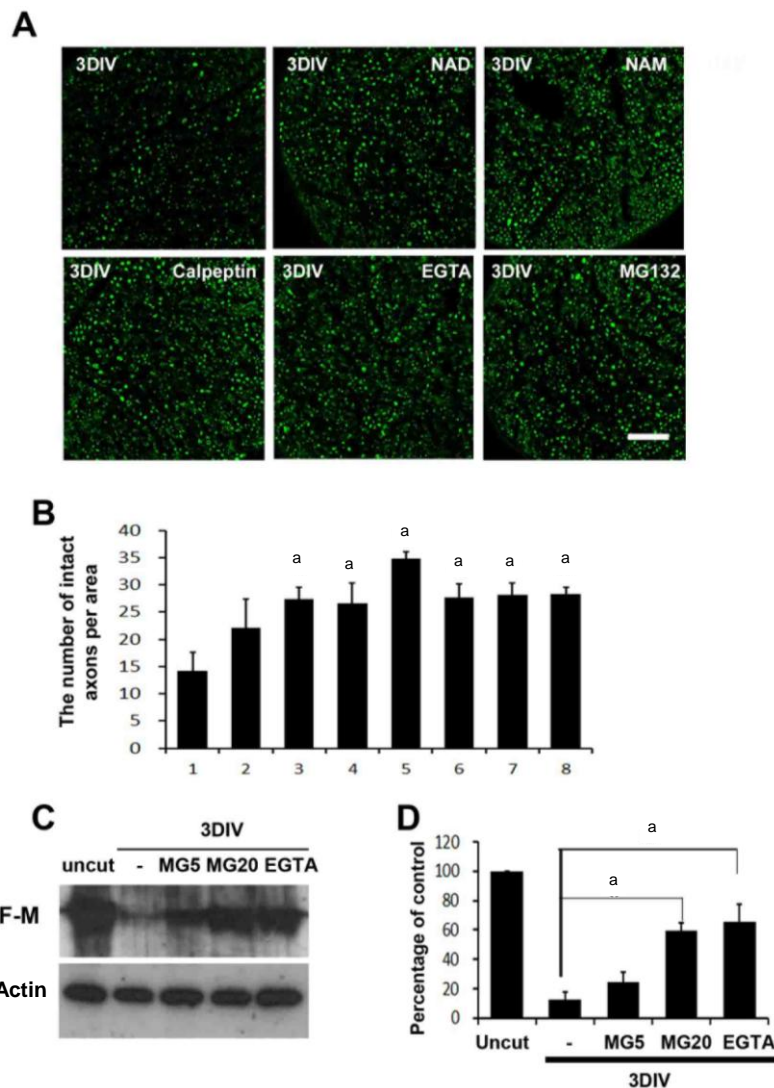 A
3DIV
3DIV NAD
3DIV NAM
3DIV Calpeptin
3DIV EGTA
3DIV MG132
B
The number of intact
axons per area
40
35
30
25
20
15
10
5
0
a a a a a a
1 2 3 4 5 6 7 8
C
3DIV
uncut - MG5 MG20 EGTA
F-M
Actin
D
Percentage of control
120
100
80
60
40
20
0
a
a
Uncut - MG5 MG20 EGTA
3DIV